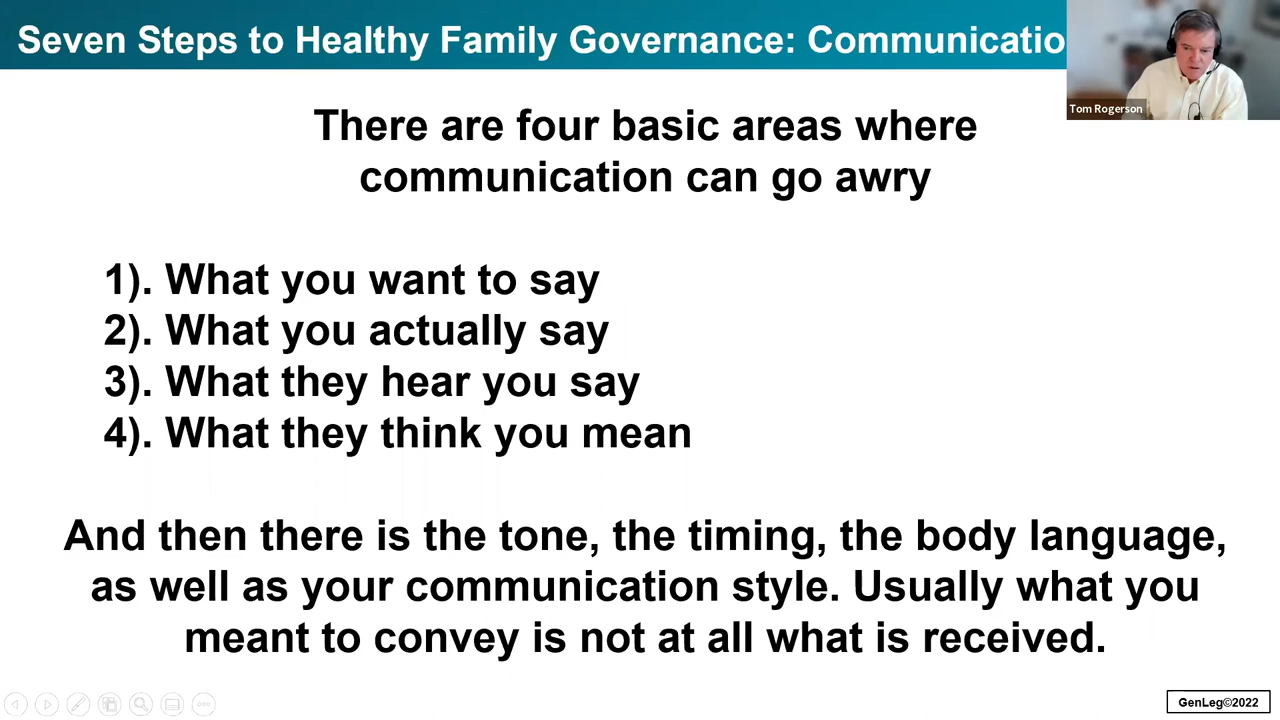 Seven Steps to Healthy Family Governance: Communicatio
Tom Rogerson
There are four basic areas where
communication can go awry
1). What you want to say
2). What you actually say
3). What they hear you say
4). What they think you mean
And then there is the tone, the timing, the body language,
as well as your communication style. Usually what you
meant to convey is not at all what is received.
GenLeg©2022